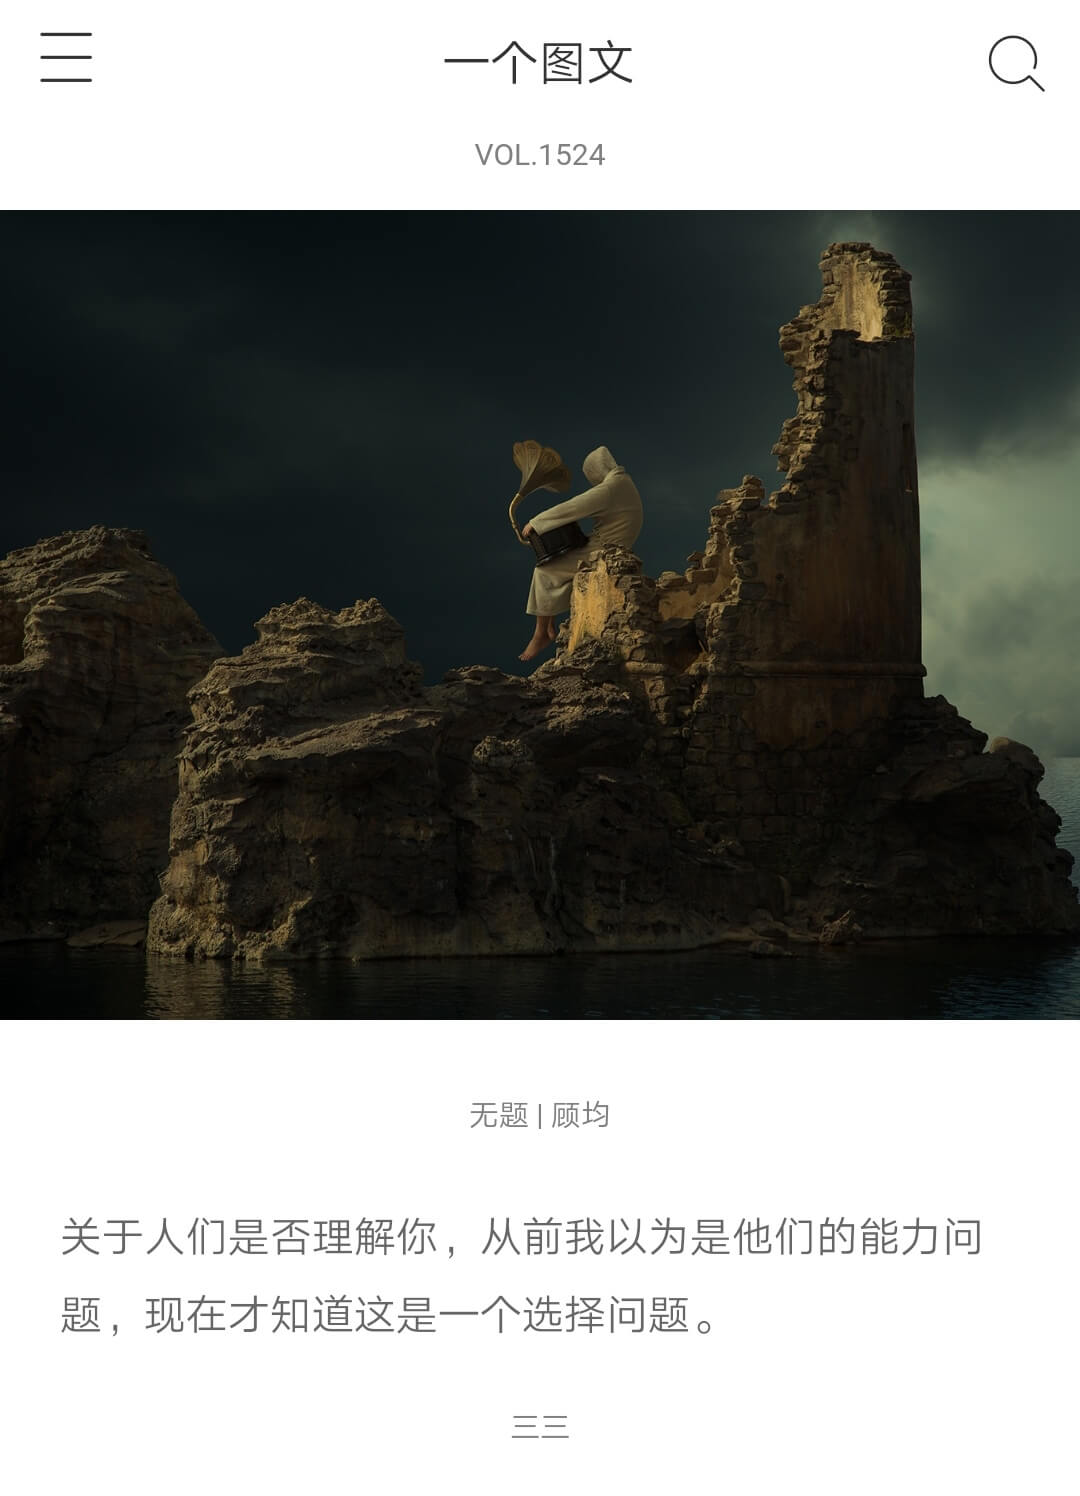 一个图文
VOL.1524
无题 | 顾均
关于人们是否理解你，从前我以为是他们的能力问
题，现在才知道这是一个选择问题。
三三